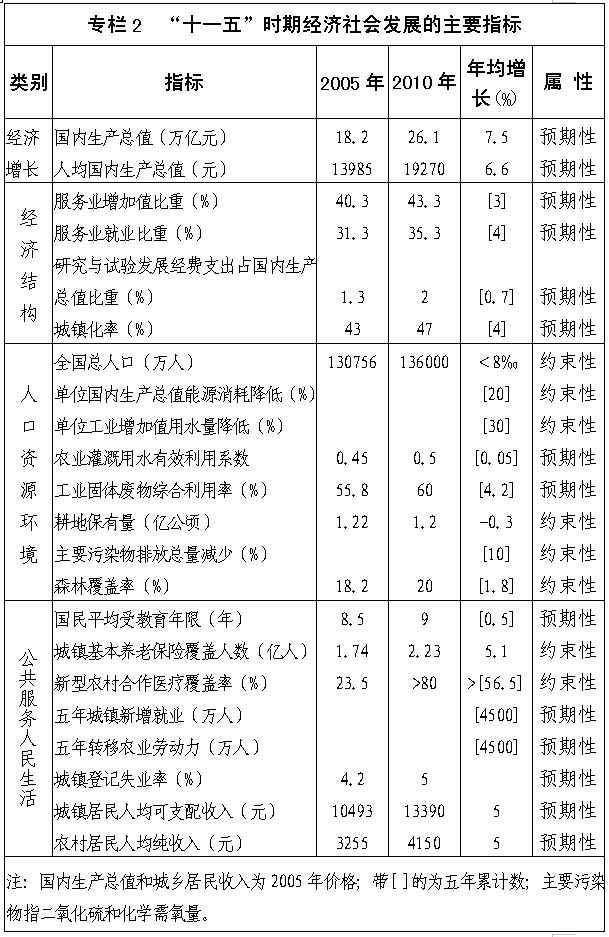 专栏2 “十一五”时期经济社会发展的主要指标
类别 指标 2005年 2010年 年均增长(%) 属 性
经济增长
国内生产总值(万亿元) 18.2 26.1 7.5 预期性
人均国内生产总值(元) 13985 19270 6.6 预期性
经济结构
服务业增加值比重(%) 40.3 43.3 [3] 预期性
服务业就业比重(%) 31.3 35.3 [4] 预期性
研究与试验发展经费支出占国内生产
总值比重(%) 1.3 2 [0.7] 预期性
城镇化率(%) 43 47 [4] 预期性
人口资源环境
全国总人口(万人) 130756 136000 <8‰ 约束性
单位国内生产总值能源消耗降低(%) [20] 约束性
单位工业增加值用水量降低(%) [30] 约束性
农业灌溉用水有效利用系数 0.45 0.5 [0.05] 预期性
工业固体废物综合利用率(%) 55.8 60 [4.2] 预期性
耕地保有量(亿公顷) 1.22 1.2 -0.3 约束性
主要污染物排放总量减少(%) [10] 约束性
森林覆盖率(%) 18.2 20 [1.8] 约束性
公共服务人民生活
国民平均受教育年限(年) 8.5 9 [0.5] 预期性
城镇基本养老保险覆盖人数(亿人) 1.74 2.23 5.1 约束性
新型农村合作医疗覆盖率(%) 23.5 >80 >[56.5] 约束性
五年城镇新增就业(万人) [4500] 预期性
五年转移农业劳动力(万人) [4500] 预期性
城镇登记失业率(%) 4.2 5 预期性
城镇居民人均可支配收入(元) 10493 13390 5 预期性
农村居民人均纯收入(元) 3255 4150 5 预期性
注：国内生产总值和城乡居民收入为2005年价格；带[]的为五年累计数；主要污染
物指二氧化硫和化学需氧量。